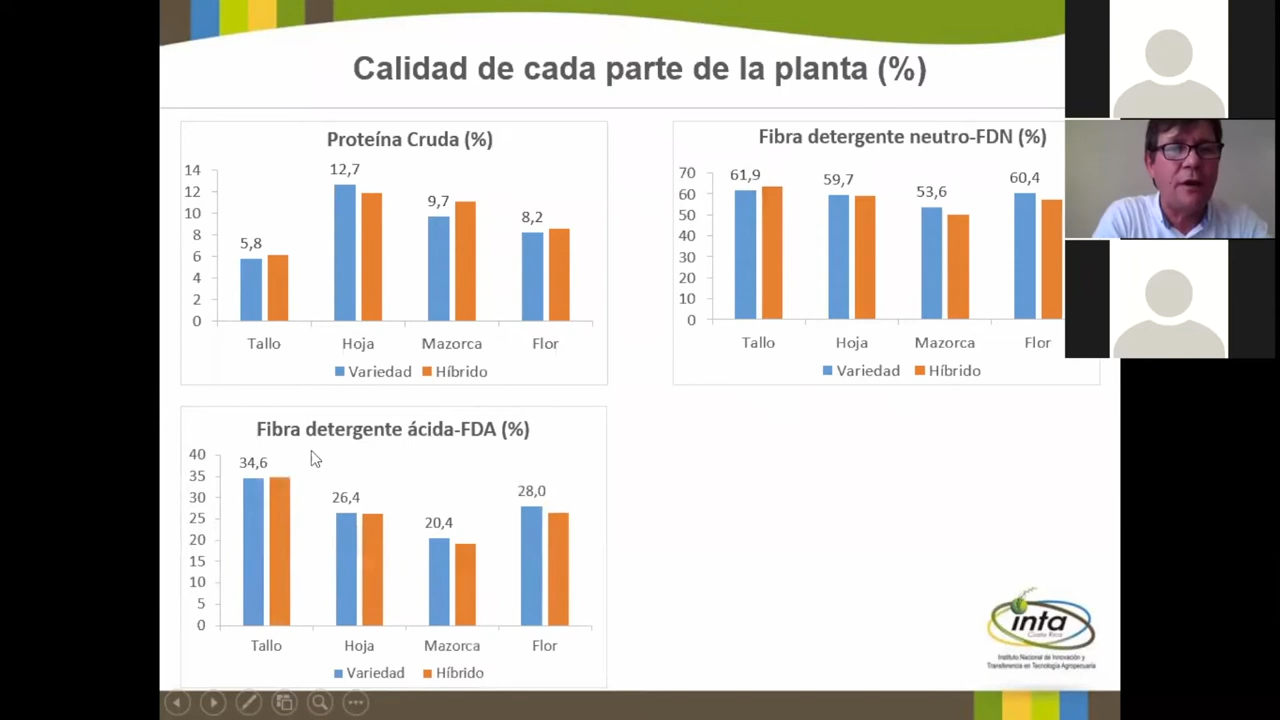 Calidad de cada parte de la planta (%)
Proteína Cruda (%)
14
12
10
8
6
4
2
0
5,8
12,7
9,7
8,2
Tallo Hoja Mazorca Flor
Variedad Híbrido
Fibra detergente neutro-FDN (%)
70
60
50
40
30
20
10
0
61,9
59,7
53,6
60,4
Tallo Hoja Mazorca Flor
Variedad Híbrido
Fibra detergente ácida-FDA (%)
40
35
30
25
20
15
10
5
0
34,6
26,4
20,4
28,0
Tallo Hoja Mazorca Flor
Variedad Híbrido
inta
Costa Rica
Instituto Nacional de Innovación y
Transferencia en Tecnología Agropecuaria